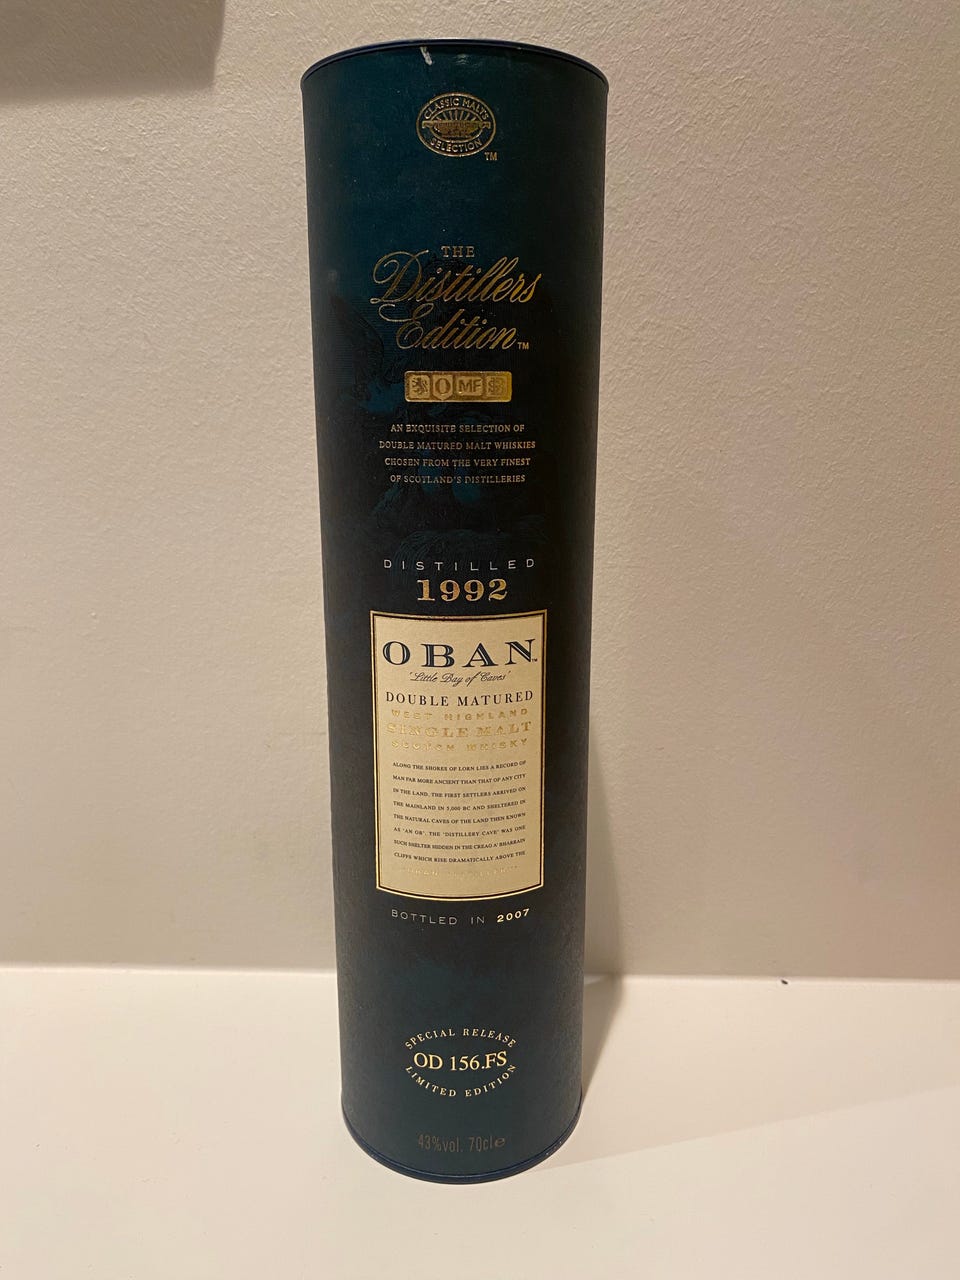 CLASSIC MALTS
SELECTION
TM
THE
Distillers
Edition TM
O MF
AN EXQUISITE SELECTION OF
DOUBLE MATURED MALT WHISKIES
CHOSEN FROM THE VERY FINEST
OF SCOTLAND'S DISTILLERIES
DISTILLED
1992
OBAN TM
'Little Bay of Caves'
DOUBLE MATURED
WEST HIGHLAND
SINGLE MALT
SCOTCH WHISKY
ALONG THE SHORES OF LORN LIES A RECORD OF
MAN FAR MORE ANCIENT THAN THAT OF ANY CITY
IN THE LAND. THE FIRST SETTLERS ARRIVED ON
THE MAINLAND IN 5,000 BC AND SHELTERED IN
THE NATURAL CAVES OF THE LAND THEN KNOWN
AS 'AN OB'. THE 'DISTILLERY CAVE' WAS ONE
SUCH SHELTER HIDDEN IN THE CREAG A' BHARRAIN
CLIFFS WHICH RISE DRAMATICALLY ABOVE THE
OBAN DISTILLERY
BOTTLED IN 2007
SPECIAL RELEASE
OD 156.FS
LIMITED EDITION
43%vol. 70cl e